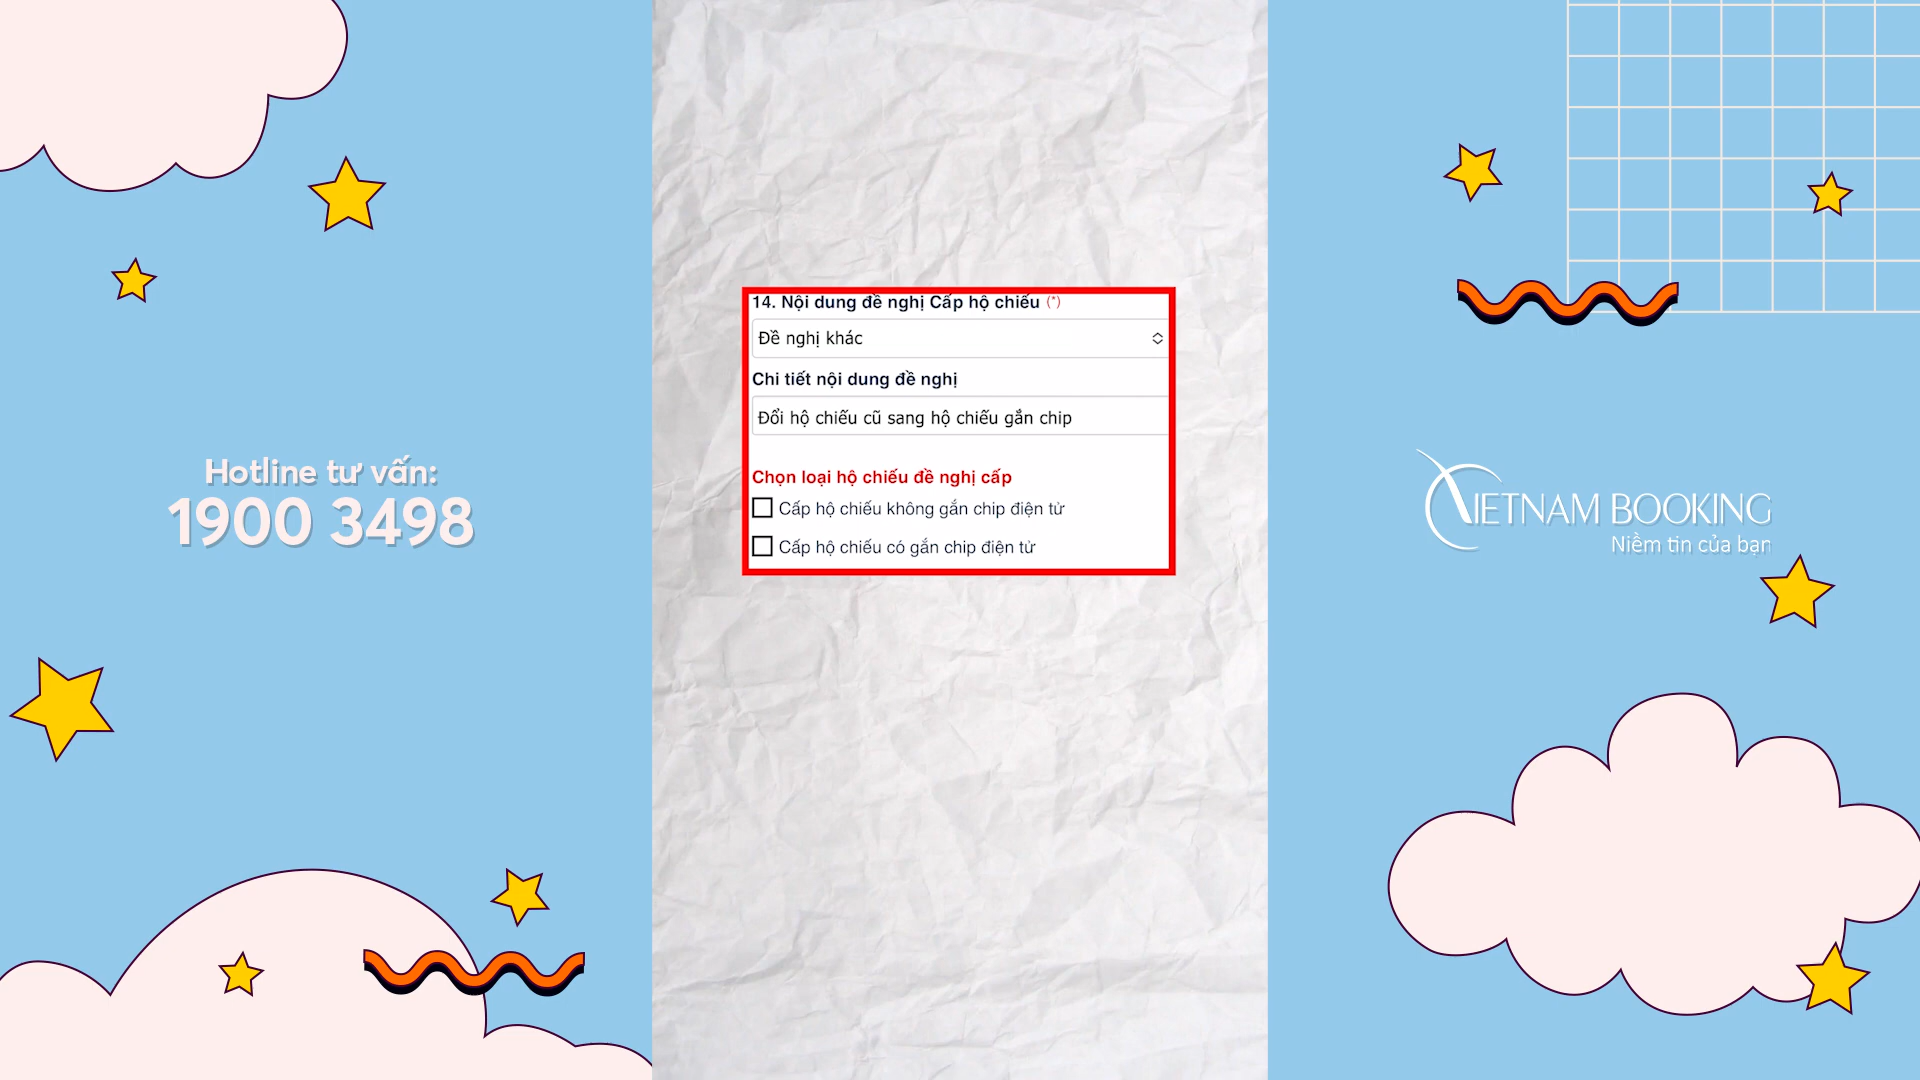 Hotline tư vấn:
1900 3498
14. Nội dung đề nghị Cấp hộ chiếu (*)
Đề nghị khác
Chi tiết nội dung đề nghị
Đổi hộ chiếu cũ sang hộ chiếu gắn chip
Chọn loại hộ chiếu đề nghị cấp
Cấp hộ chiếu không gắn chip điện tử
Cấp hộ chiếu có gắn chip điện tử
VIETNAM BOOKING
Niềm tin của bạn